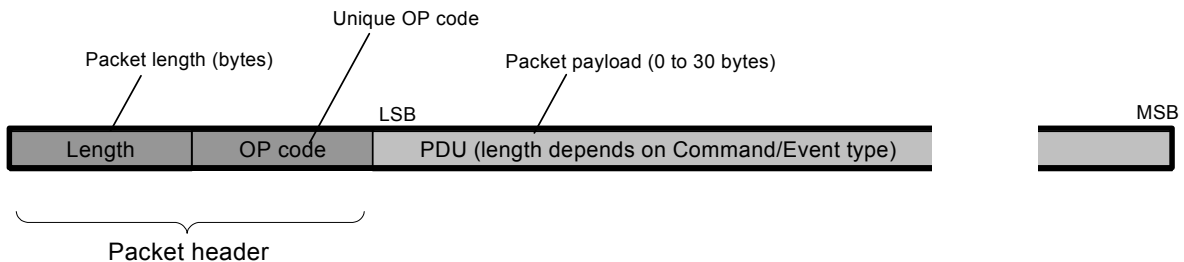 Unique OP code
Packet length (bytes)
Packet payload (0 to 30 bytes)
LSB
MSB
Length
OP code
PDU (length depends on Command/Event type)
Packet header